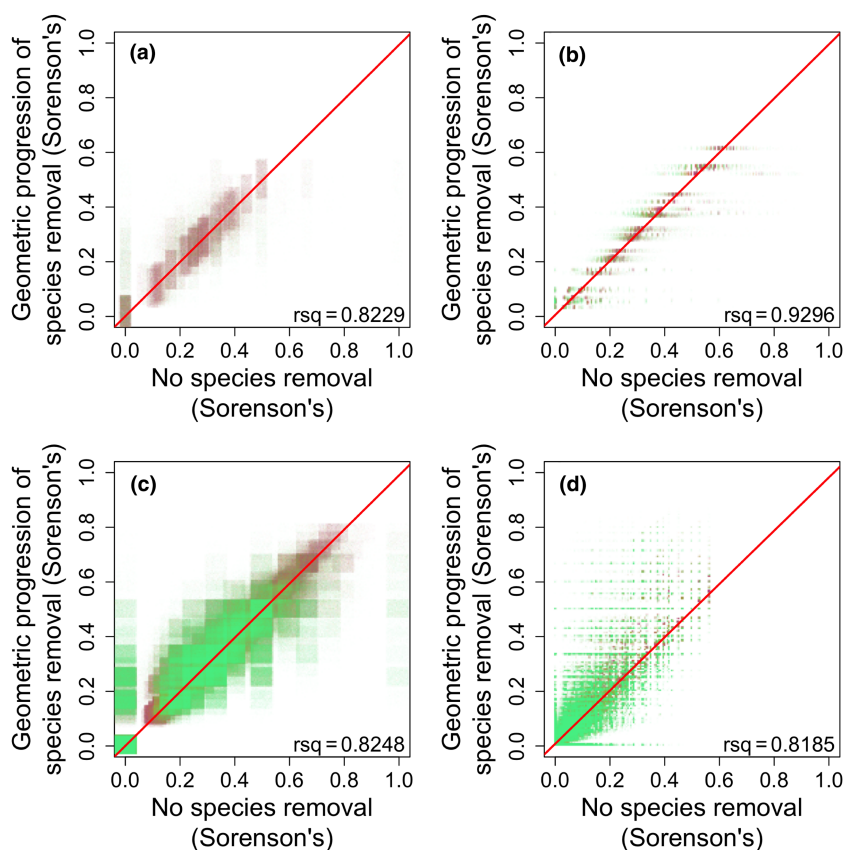 Geometric progression of
species removal (Sorenson's)
1.0
0.8
0.6
0.4
0.2
0.0
(a)
rsq = 0.8229
0.0 0.2 0.4 0.6 0.8 1.0
No species removal
(Sorenson's)
Geometric progression of
species removal (Sorenson's)
1.0
0.8
0.6
0.4
0.2
0.0
(b)
rsq = 0.9296
0.0 0.2 0.4 0.6 0.8 1.0
No species removal
(Sorenson's)
Geometric progression of
species removal (Sorenson's)
1.0
0.8
0.6
0.4
0.2
0.0
(c)
rsq = 0.8248
0.0 0.2 0.4 0.6 0.8 1.0
No species removal
(Sorenson's)
Geometric progression of
species removal (Sorenson's)
1.0
0.8
0.6
0.4
0.2
0.0
(d)
rsq = 0.8185
0.0 0.2 0.4 0.6 0.8 1.0
No species removal
(Sorenson's)